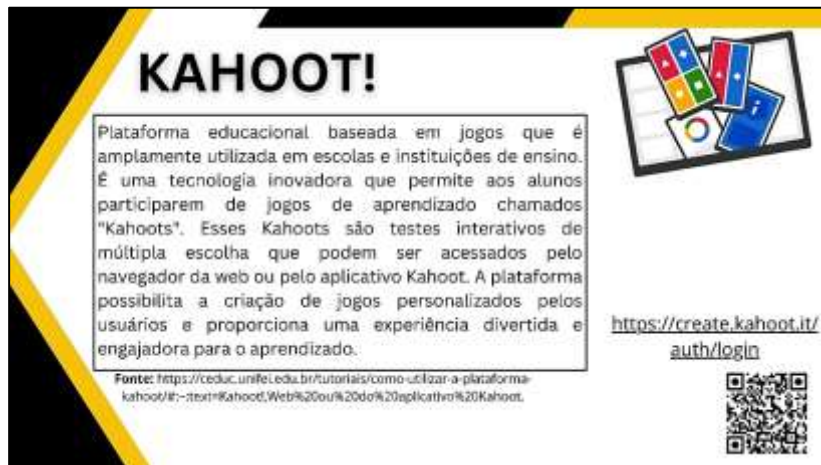 KAHOOT!
Plataforma educacional baseada em jogos que é
amplamente utilizada em escolas e instituições de ensino.
É uma tecnologia inovadora que permite aos alunos
participarem de jogos de aprendizado chamados
"Kahoots". Esses Kahoots são testes interativos de
múltipla escolha que podem ser acessados pelo
navegador da web ou pelo aplicativo Kahoot. A plataforma
possibilita a criação de jogos personalizados pelos
usuários e proporciona uma experiência divertida e
engajadora para o aprendizado.
Fonte: https://ceduc.unifei.edu.br/tutoriais/como-utilizar-a-plataforma-
kahoot/#:~:text=Kahoot!,Web%20ou%20do%20aplicativo%20Kahoot.
https://create.kahoot.it/
auth/login